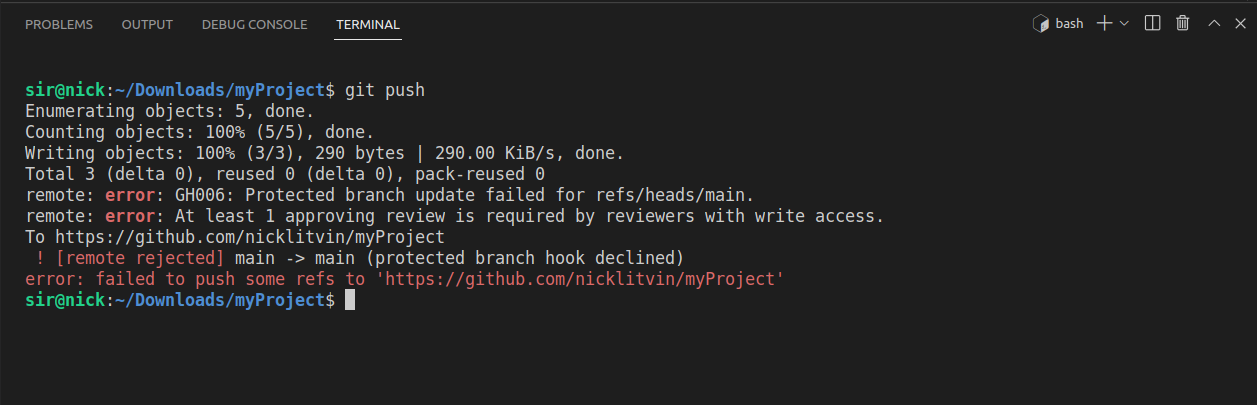 PROBLEMS OUTPUT DEBUG CONSOLE TERMINAL bash
sir@nick:~/Downloads/myProject$ git push
Enumerating objects: 5, done.
Counting objects: 100% (5/5), done.
Writing objects: 100% (3/3), 290 bytes | 290.00 KiB/s, done.
Total 3 (delta 0), reused 0 (delta 0), pack-reused 0
remote: error: GH006: Protected branch update failed for refs/heads/main.
remote: error: At least 1 approving review is required by reviewers with write access.
To https://github.com/nicklitvin/myProject
 ! [remote rejected] main -> main (protected branch hook declined)
error: failed to push some refs to 'https://github.com/nicklitvin/myProject'
sir@nick:~/Downloads/myProject$